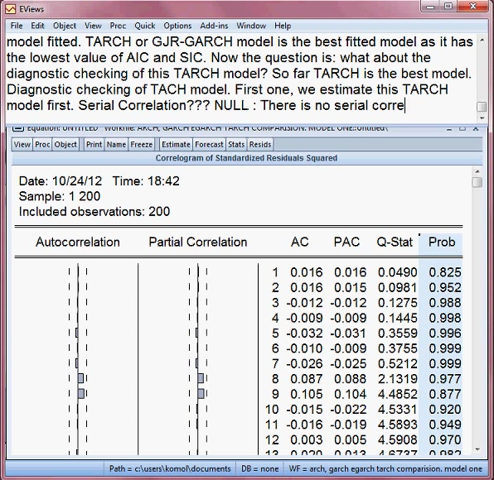 EViews
File Edit Object View Proc Quick Options Add-ins Window Help
model fitted. TARCH or GJR-GARCH model is the best fitted model as it has
the lowest value of AIC and SIC. Now the question is: what about the
diagnostic checking of this TARCH model? So far TARCH is the best model.
Diagnostic checking of TACH model. First one, we estimate this TARCH
model first. Serial Correlation??? NULL : There is no serial corre
Equation: UNTITLED Workfile: ARCH, GARCH EGARCH TARCH COMPARISION. MODEL ONE::Untitled\
View Proc Object Print Name Freeze Estimate Forecast Stats Resids
Correlogram of Standardized Residuals Squared
Date: 10/24/12 Time: 18:42
Sample: 1 200
Included observations: 200
Autocorrelation Partial Correlation AC PAC Q-Stat Prob
1 0.016 0.016 0.0490 0.825
2 0.016 0.015 0.0981 0.952
3 -0.012 -0.012 0.1275 0.988
4 -0.009 -0.009 0.1445 0.998
5 -0.032 -0.031 0.3559 0.996
6 -0.010 -0.009 0.3755 0.999
7 -0.026 -0.025 0.5212 0.999
8 0.087 0.088 2.1319 0.977
9 0.105 0.104 4.4852 0.877
10 -0.015 -0.022 4.5331 0.920
11 -0.016 -0.019 4.5893 0.949
12 0.003 0.005 4.5908 0.970
13 0.020 0.013 4.6737 0.982
Path = c:\users\komol\documents DB = none WF = arch, garch egarch tarch comparision, model one